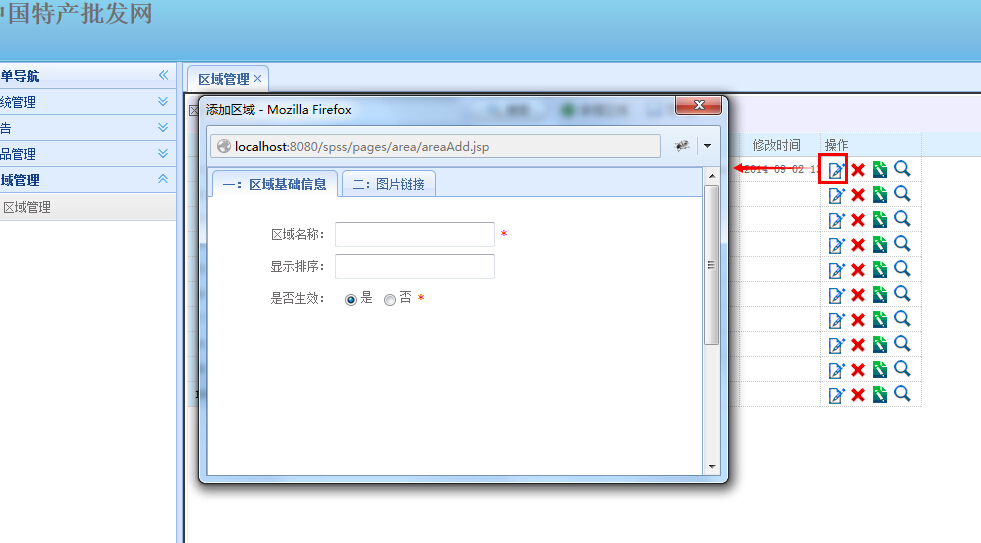 中国特产批发网
单导航
统管理
告
品管理
域管理
区域管理
区域管理
添加区域 - Mozilla Firefox
localhost:8080/spss/pages/area/areaAdd.jsp
一：区域基础信息
二：图片链接
区域名称： *
显示排序：
是否生效： 是 否 *
修改时间
操作
2014-09-02 1